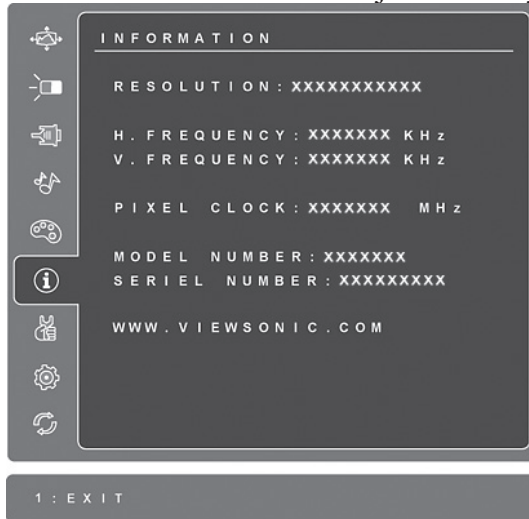 INFORMATION
RESOLUTION: XXXXXXXXXXX
H. FREQUENCY: XXXXXXX KHz
V. FREQUENCY: XXXXXXX KHz
PIXEL CLOCK: XXXXXXX MHz
MODEL NUMBER: XXXXXXX
SERIEL NUMBER: XXXXXXXXX
WWW.VIEWSONIC.COM
1: EXIT